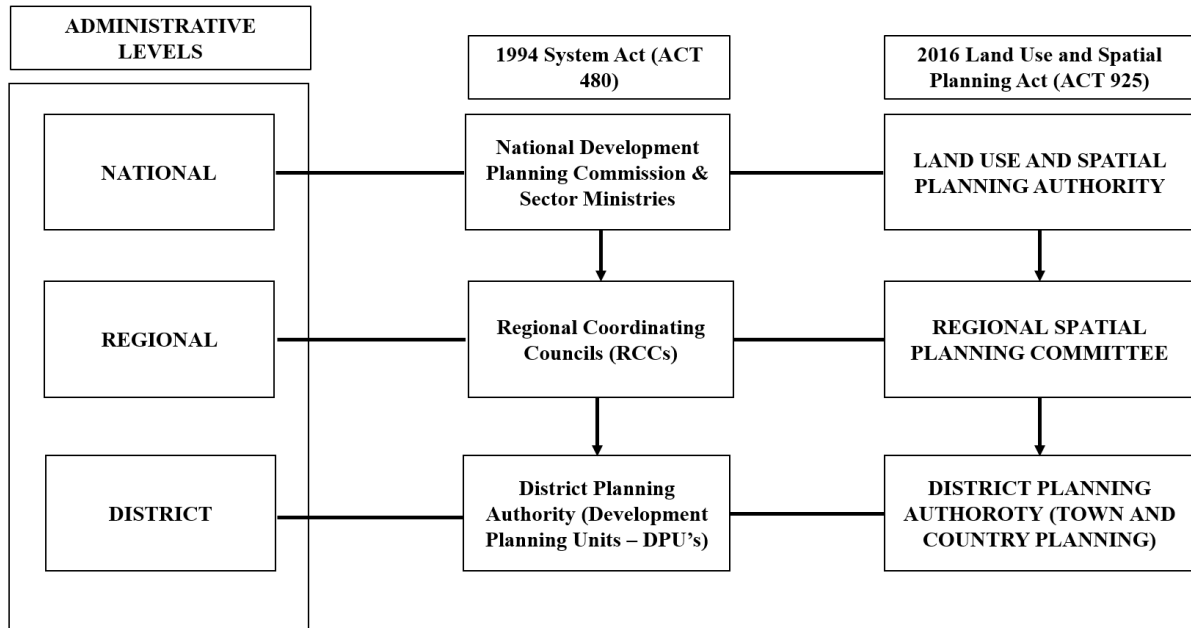 ADMINISTRATIVE
LEVELS
1994 System Act (ACT
480)
2016 Land Use and Spatial
Planning Act (ACT 925)
NATIONAL
National Development
Planning Commission &
Sector Ministries
LAND USE AND SPATIAL
PLANNING AUTHORITY
REGIONAL
Regional Coordinating
Councils (RCCs)
REGIONAL SPATIAL
PLANNING COMMITTEE
DISTRICT
District Planning
Authority (Development
Planning Units – DPU’s)
DISTRICT PLANNING
AUTHOROTY (TOWN AND
COUNTRY PLANNING)